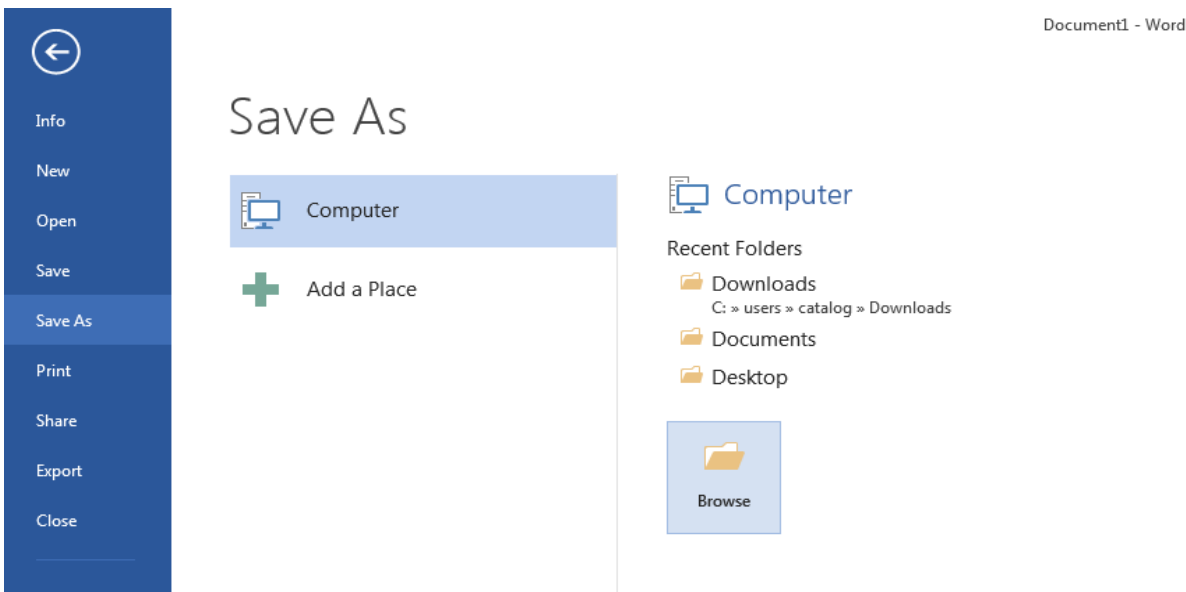 Document1 - Word
Info
New
Open
Save
Save As
Print
Share
Export
Close
Save As
Computer
Add a Place
Computer
Recent Folders
Downloads
C: » users » catalog » Downloads
Documents
Desktop
Browse